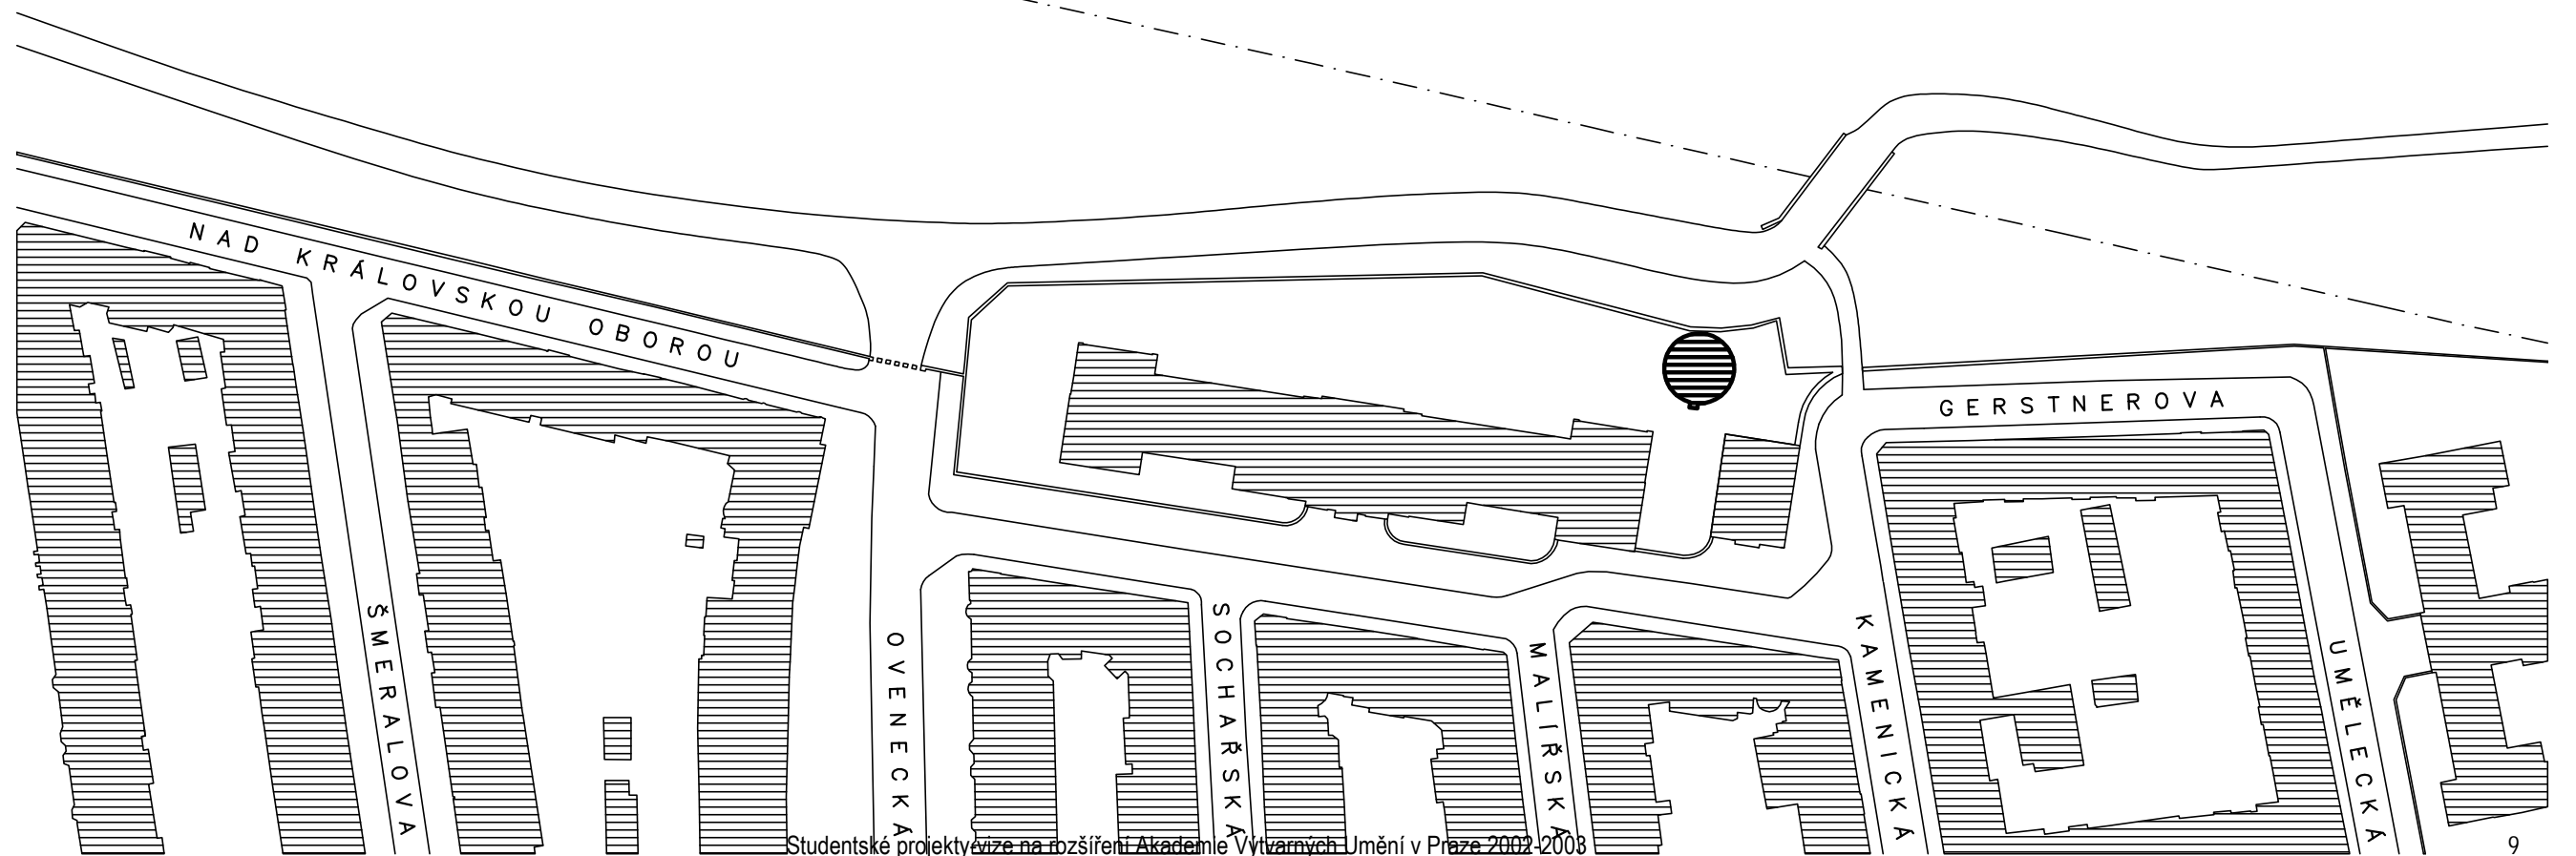 NAD KRÁLOVSKOU OBOROU
GERSTNEROVA
ŠMERALOVA
OVENECKÁ
SOCHAŘSKÁ
MALÍŘSKÁ
KAMENICKÁ
UMĚLECKÁ
Studentské projekty-vize na rozšíření Akademie Výtvarných Umění v Praze 2002-2003
9